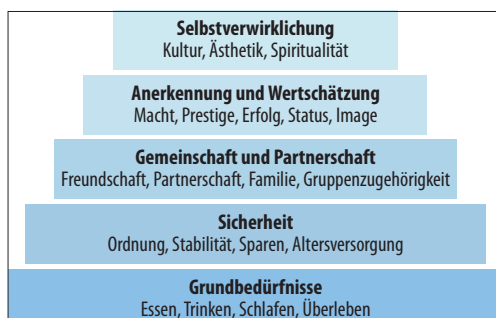 Selbstverwirklichung
Kultur, Ästhetik, Spiritualität
Anerkennung und Wertschätzung
Macht, Prestige, Erfolg, Status, Image
Gemeinschaft und Partnerschaft
Freundschaft, Partnerschaft, Familie, Gruppenzugehörigkeit
Sicherheit
Ordnung, Stabilität, Sparen, Altersversorgung
Grundbedürfnisse
Essen, Trinken, Schlafen, Überleben